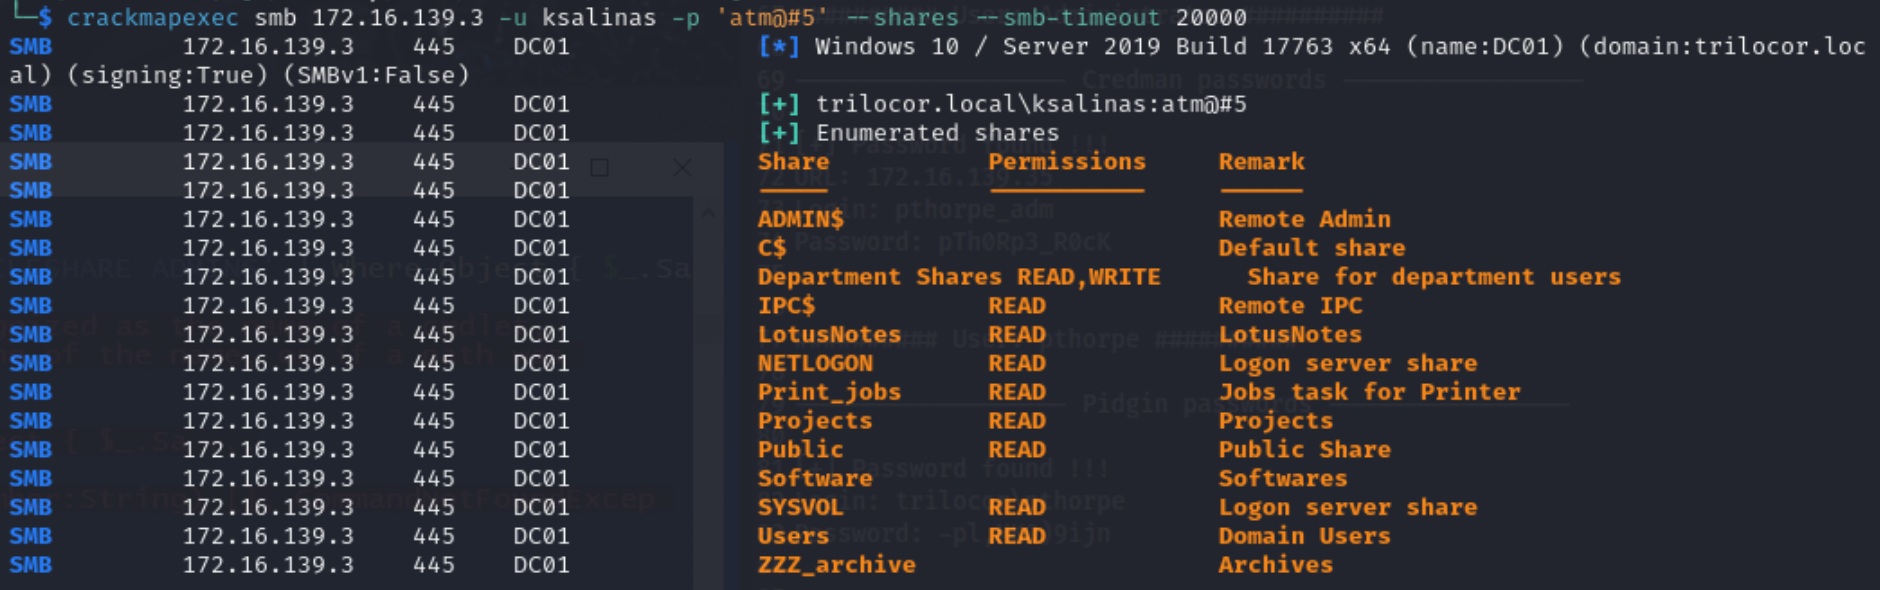 └─$ crackmapexec smb 172.16.139.3 -u ksalinas -p 'atm@#5' --shares --smb-timeout 20000
SMB 172.16.139.3 445 DC01 [*] Windows 10 / Server 2019 Build 17763 x64 (name:DC01) (domain:trilocor.loc
al) (signing:True) (SMBv1:False)
SMB 172.16.139.3 445 DC01 [+] trilocor.local\ksalinas:atm@#5
SMB 172.16.139.3 445 DC01 [+] Enumerated shares
SMB 172.16.139.3 445 DC01 Share Permissions Remark
SMB 172.16.139.3 445 DC01 ----- ----------- ------
SMB 172.16.139.3 445 DC01 ADMIN$ Remote Admin
SMB 172.16.139.3 445 DC01 C$ Default share
SMB 172.16.139.3 445 DC01 Department Shares READ,WRITE Share for department users
SMB 172.16.139.3 445 DC01 IPC$ READ Remote IPC
SMB 172.16.139.3 445 DC01 LotusNotes READ LotusNotes
SMB 172.16.139.3 445 DC01 NETLOGON READ Logon server share
SMB 172.16.139.3 445 DC01 Print_jobs READ Jobs task for Printer
SMB 172.16.139.3 445 DC01 Projects READ Projects
SMB 172.16.139.3 445 DC01 Public READ Public Share
SMB 172.16.139.3 445 DC01 Software Softwares
SMB 172.16.139.3 445 DC01 SYSVOL READ Logon server share
SMB 172.16.139.3 445 DC01 Users READ Domain Users
SMB 172.16.139.3 445 DC01 ZZZ_archive Archives